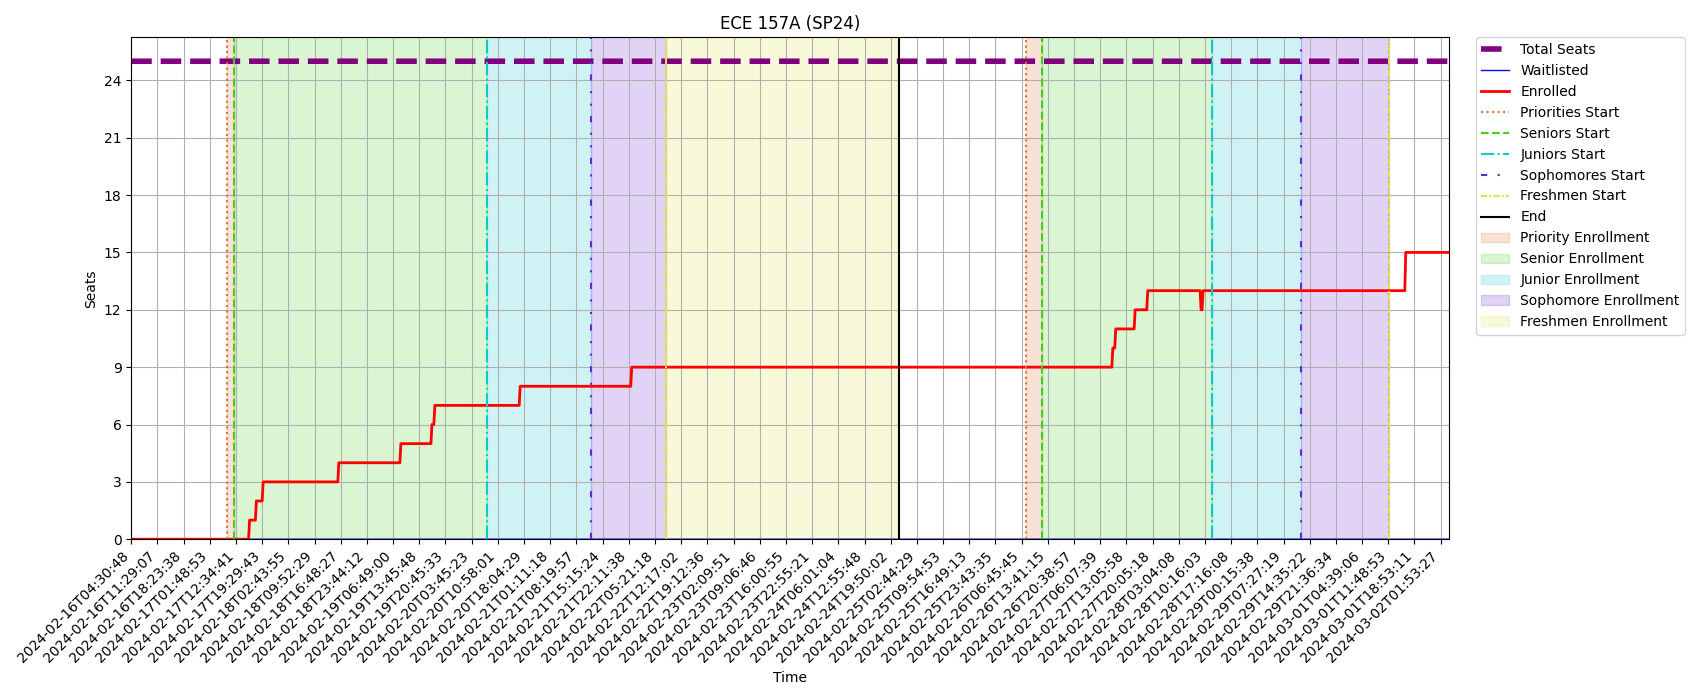 ECE 157A (SP24)
Seats
24
21
18
15
12
9
6
3
0
2024-02-16T04:30:48
2024-02-16T11:29:07
2024-02-16T18:23:38
2024-02-17T01:48:53
2024-02-17T12:34:41
2024-02-17T19:29:43
2024-02-18T02:43:55
2024-02-18T09:52:29
2024-02-18T16:48:27
2024-02-18T23:44:12
2024-02-19T06:49:00
2024-02-19T13:45:48
2024-02-19T20:45:33
2024-02-20T03:45:23
2024-02-20T10:58:01
2024-02-20T18:04:29
2024-02-21T01:11:18
2024-02-21T08:19:57
2024-02-21T15:15:24
2024-02-21T22:11:38
2024-02-22T05:21:18
2024-02-22T12:17:02
2024-02-22T19:12:36
2024-02-23T02:09:51
2024-02-23T09:06:46
2024-02-23T16:00:55
2024-02-23T22:55:21
2024-02-24T06:01:04
2024-02-24T12:55:48
2024-02-24T19:50:02
2024-02-25T02:44:29
2024-02-25T09:54:53
2024-02-25T16:49:13
2024-02-25T23:43:35
2024-02-26T06:45:45
2024-02-26T13:41:15
2024-02-26T20:38:57
2024-02-27T06:07:39
2024-02-27T13:05:58
2024-02-27T20:05:18
2024-02-28T03:04:08
2024-02-28T10:16:03
2024-02-28T17:16:08
2024-02-29T00:15:38
2024-02-29T07:27:19
2024-02-29T14:35:22
2024-02-29T21:36:34
2024-03-01T04:39:06
2024-03-01T11:48:53
2024-03-01T18:53:11
2024-03-02T01:53:27
Time
Total Seats
Waitlisted
Enrolled
Priorities Start
Seniors Start
Juniors Start
Sophomores Start
Freshmen Start
End
Priority Enrollment
Senior Enrollment
Junior Enrollment
Sophomore Enrollment
Freshmen Enrollment